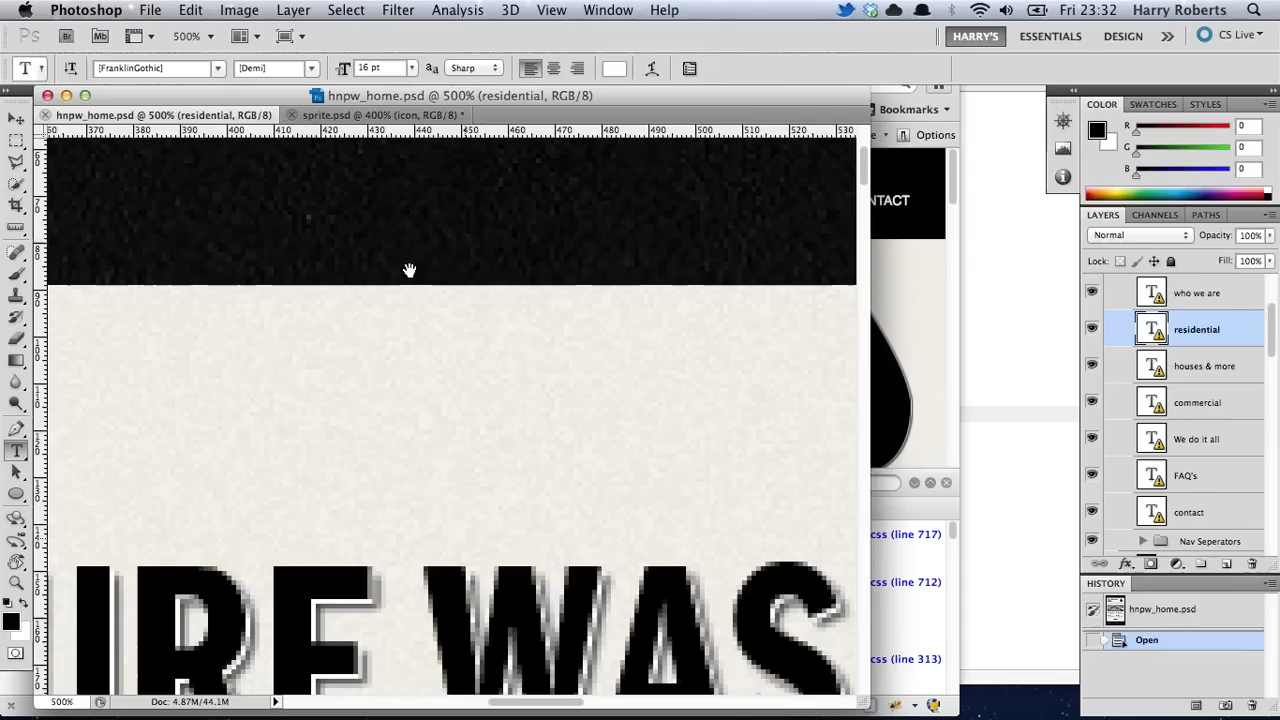 Photoshop File Edit Image Layer Select Filter Analysis 3D View Window Help Fri 23:32 Harry Roberts
Ps Br Mb 500% HARRY'S ESSENTIALS DESIGN CS Live
T [FranklinGothic] [Demi] 16 pt Sharp
hnpw_home.psd @ 500% (residential, RGB/8)
hnpw_home.psd @ 500% (residential, RGB/8) sprite.psd @ 400% (icon, RGB/8) *
60 370 380 390 400 410 420 430 440 450 460 470 480 490 500 510 520 530
Bookmarks
Options
NTACT
IRE WAS
css (line 717)
css (line 712)
css (line 313)
500% Doc: 4.87M/44.1M
COLOR SWATCHES STYLES
R 0
G 0
B 0
LAYERS CHANNELS PATHS
Normal Opacity: 100%
Lock: Fill: 100%
who we are
residential
houses & more
commercial
We do it all
FAQ's
contact
Nav Seperators
HISTORY
hnpw_home.psd
Open